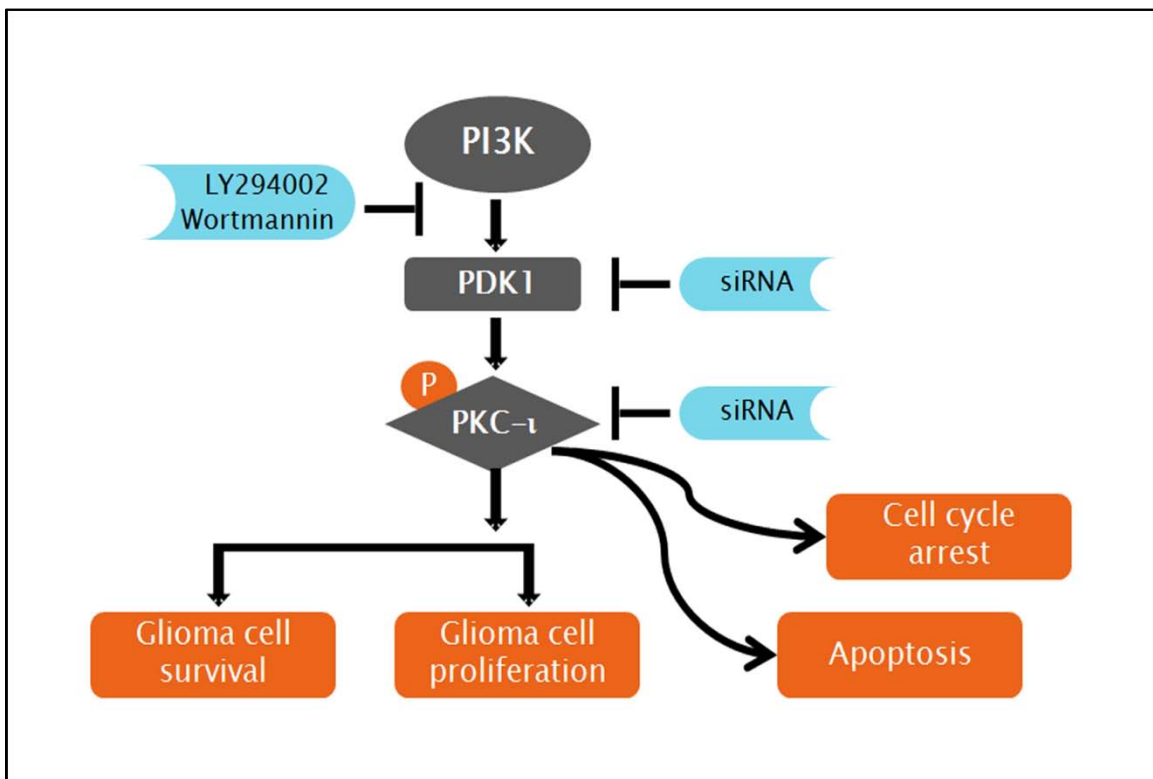 PI3K
LY294002
Wortmannin
PDK1
siRNA
P
PKC-ι
siRNA
Cell cycle
arrest
Glioma cell
survival
Glioma cell
proliferation
Apoptosis